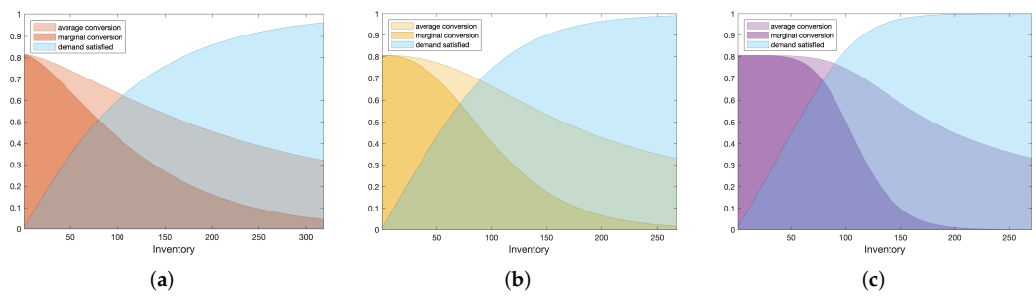 average conversion
marginal conversion
demand satisfied
1
0.9
0.8
0.7
0.6
0.5
0.4
0.3
0.2
0.1
0
50 100 150 200 250 300
Inventory
(a)
average conversion
marginal conversion
demand satisfied
1
0.9
0.8
0.7
0.6
0.5
0.4
0.3
0.2
0.1
0
50 100 150 200 250
Inventory
(b)
average conversion
marginal conversion
demand satisfied
1
0.9
0.8
0.7
0.6
0.5
0.4
0.3
0.2
0.1
0
50 100 150 200 250
Inventory
(c)